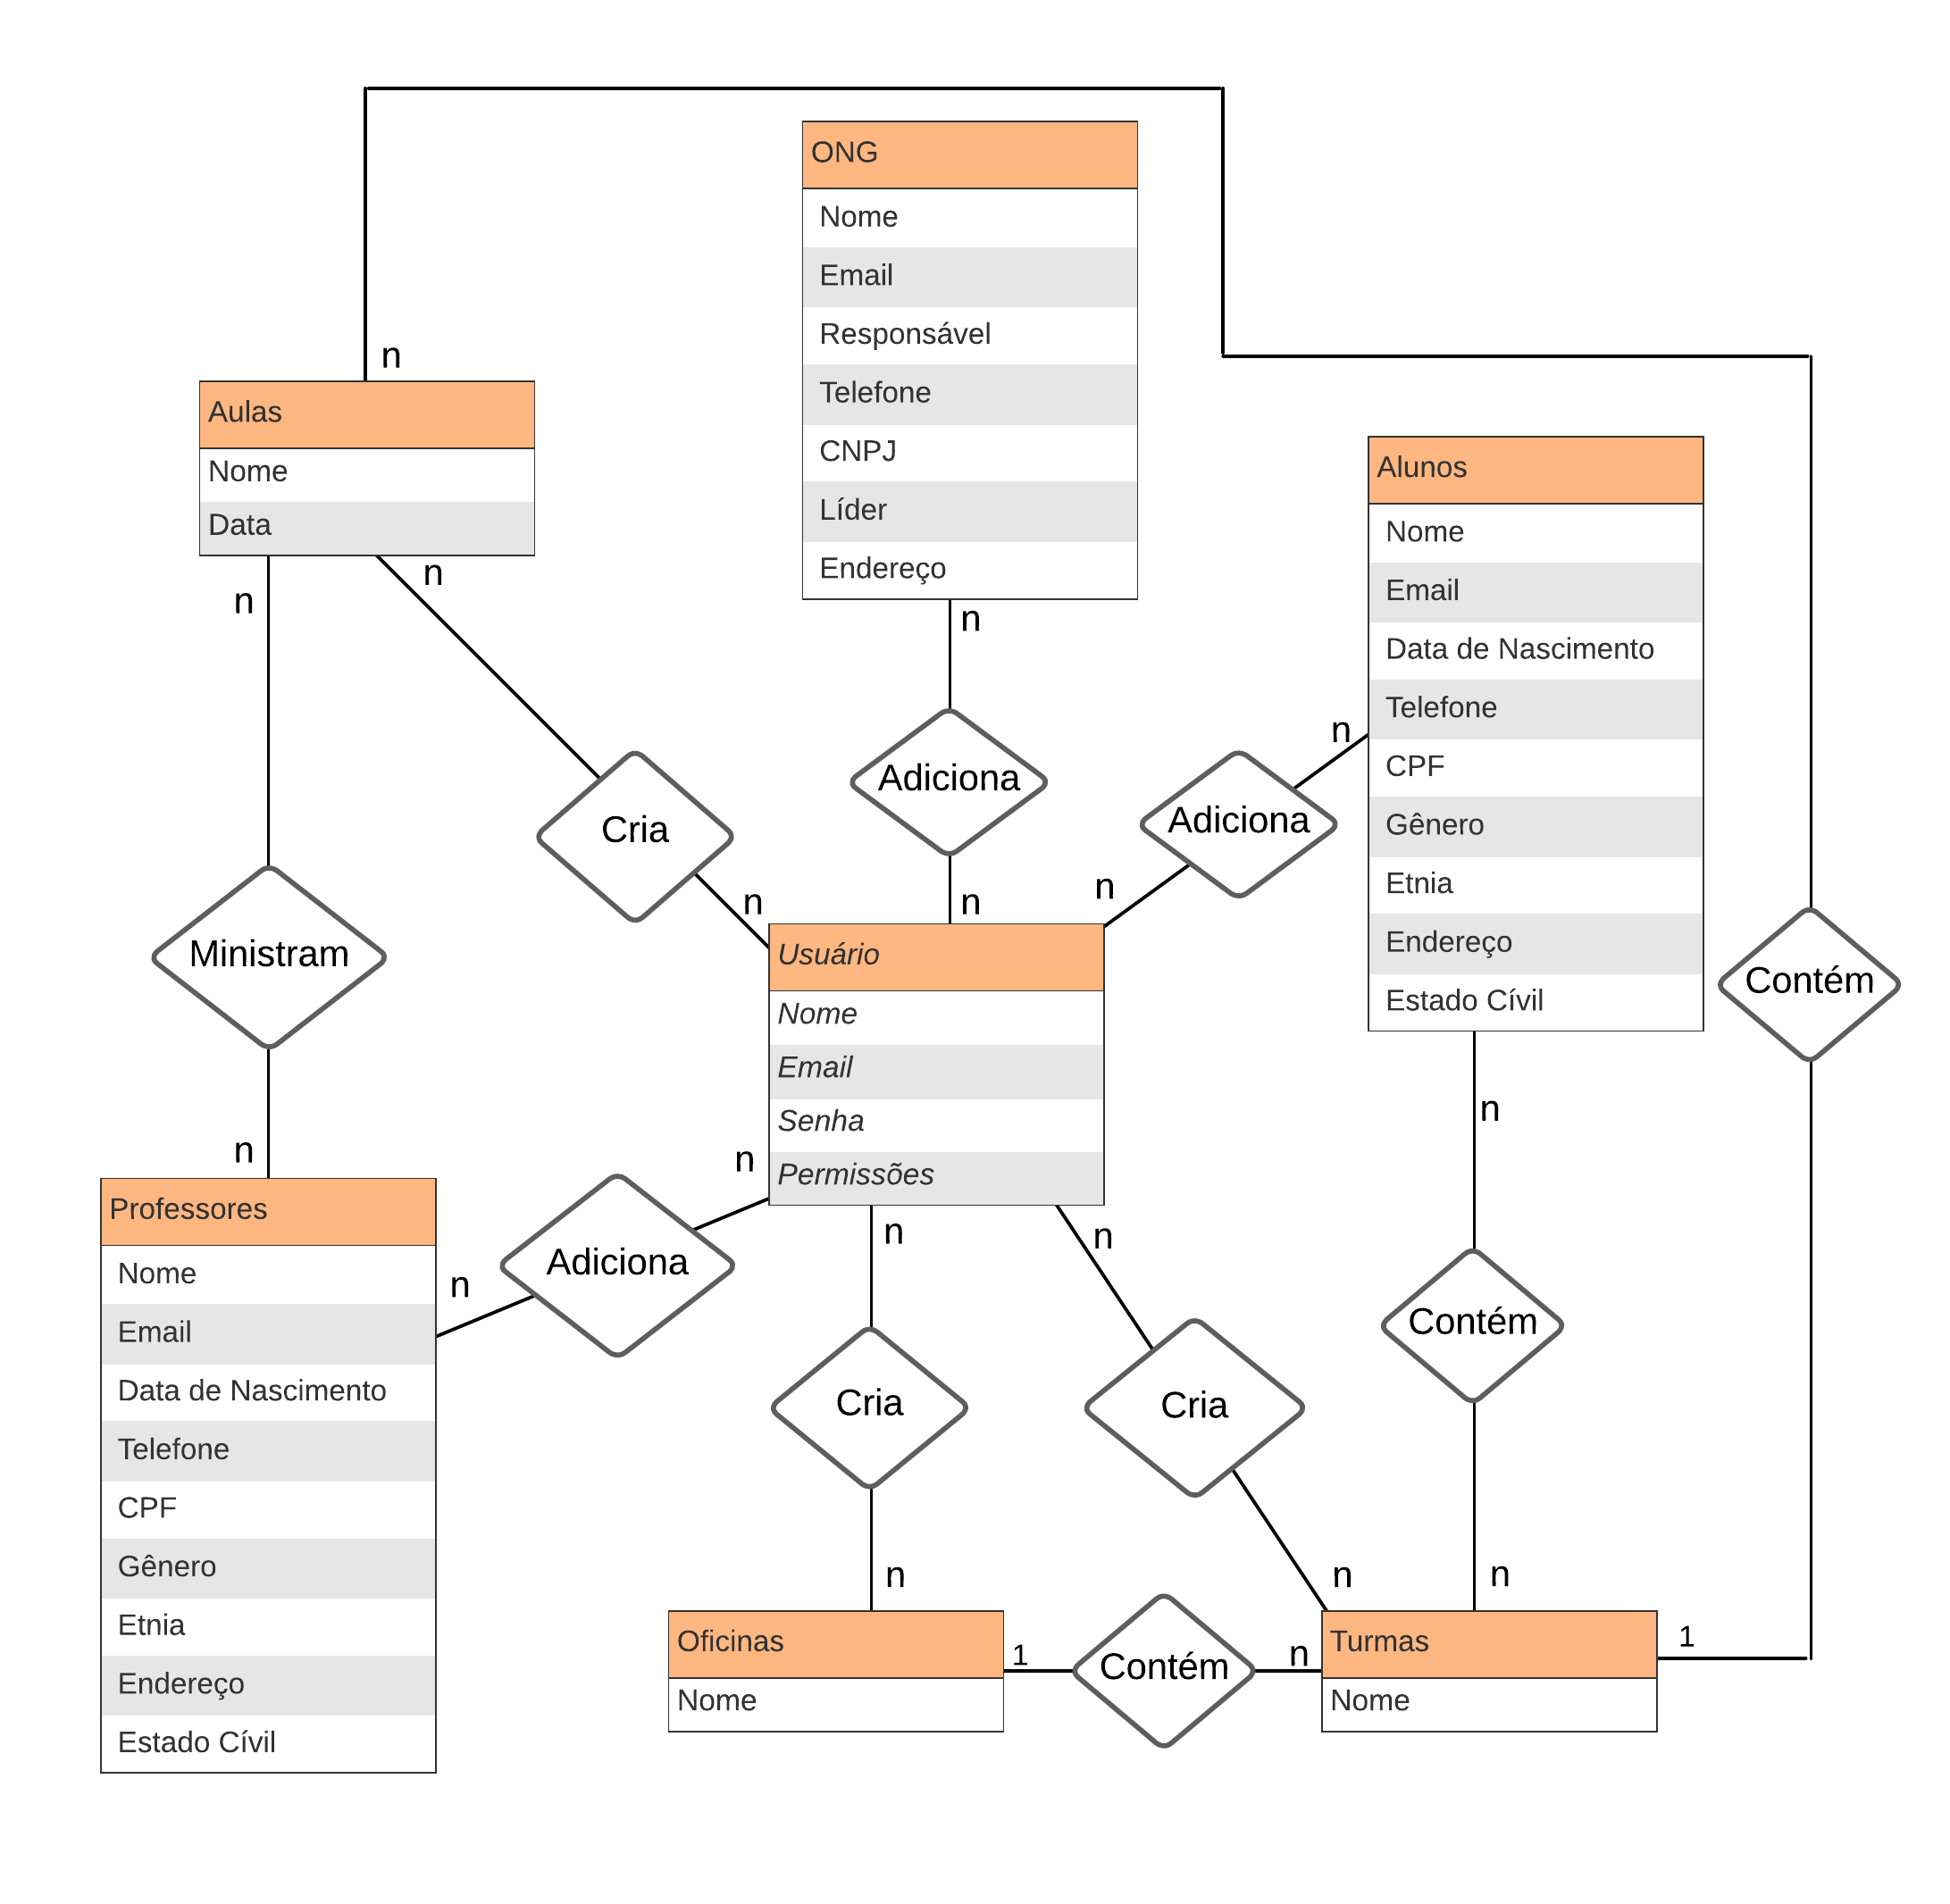 ONG
Nome
Email
Responsável
Telefone
CNPJ
Líder
Endereço
n
n
Aulas
Nome
Data
n
n
Alunos
Nome
Email
Data de Nascimento
Telefone
CPF
Gênero
Etnia
Endereço
Estado Cívil
n
Adiciona
n
Adiciona
n
Cria
n
n
Ministram
n
Contém
Usuário
Nome
Email
Senha
Permissões
n
n
n
n
Professores
Nome
Email
Data de Nascimento
Telefone
CPF
Gênero
Etnia
Endereço
Estado Cívil
n
Adiciona
Cria
n
Cria
n
Contém
n
Oficinas
Nome
1
Contém
n
Turmas
Nome
1